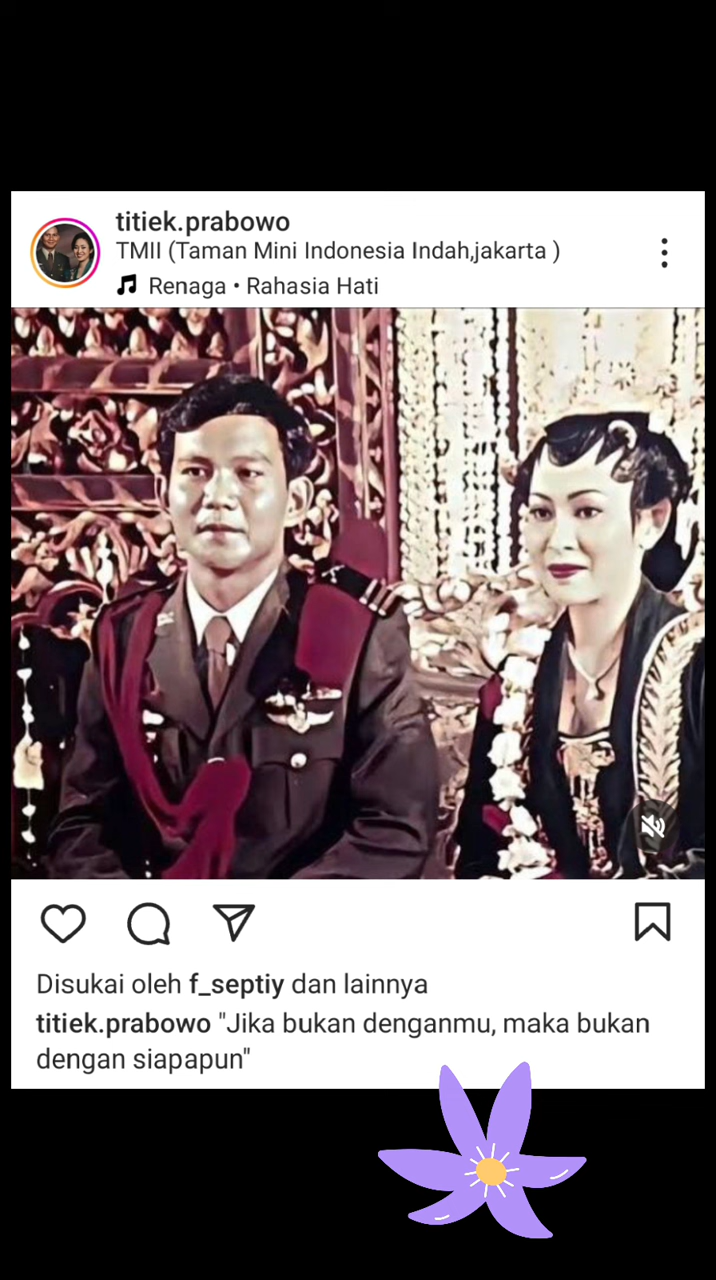 titiek.prabowo
TMII (Taman Mini Indonesia Indah,jakarta )
Renaga • Rahasia Hati
Disukai oleh f_septiy dan lainnya
titiek.prabowo "Jika bukan denganmu, maka bukan
dengan siapapun"